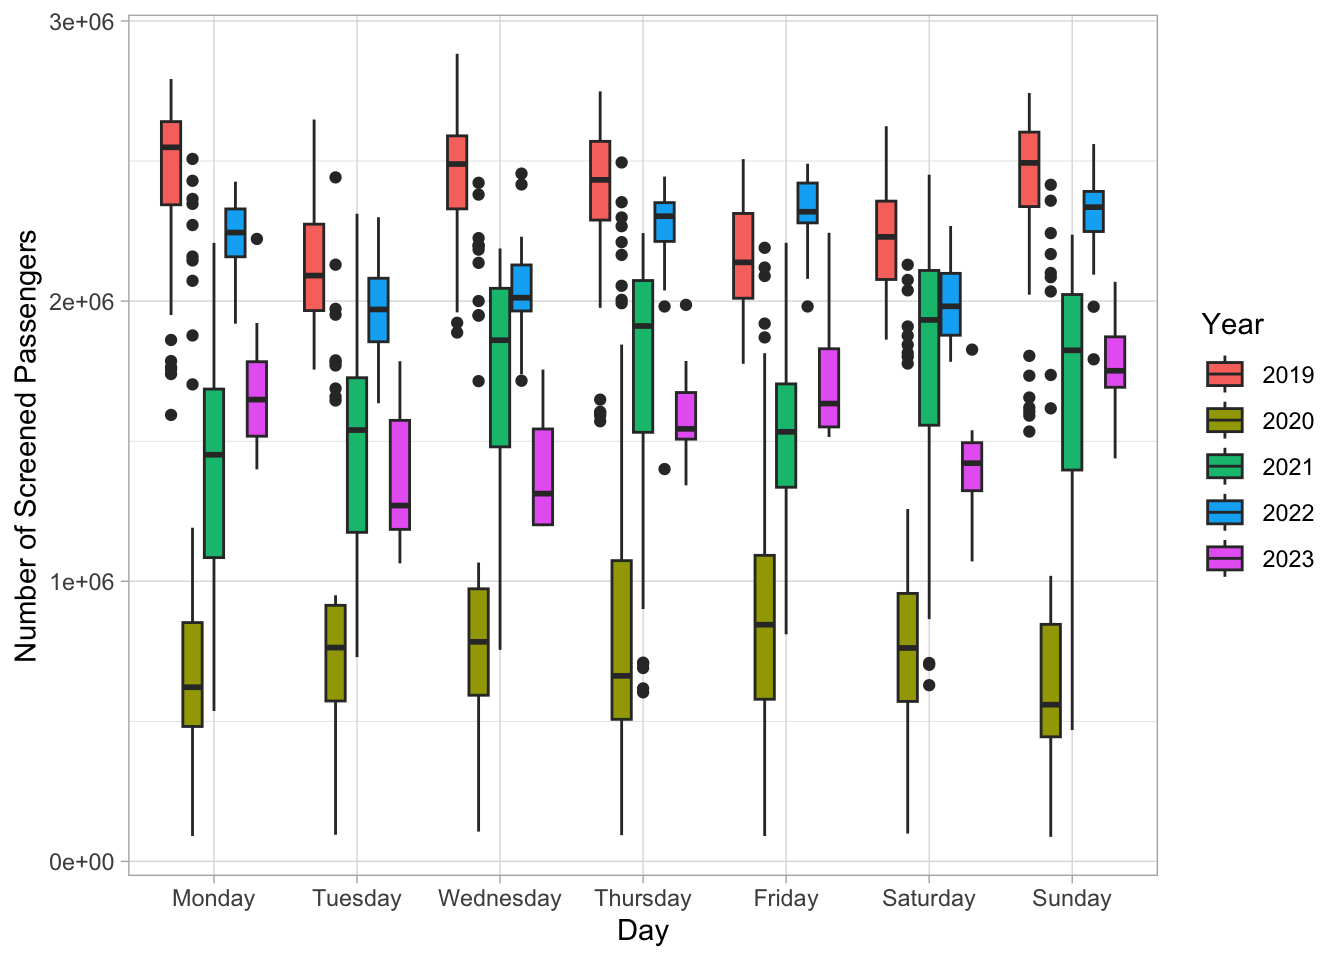 Number of Screened Passengers
3e+06
2e+06
1e+06
0e+00
Monday
Tuesday
Wednesday
Thursday
Friday
Saturday
Sunday
Day
Year
2019
2020
2021
2022
2023